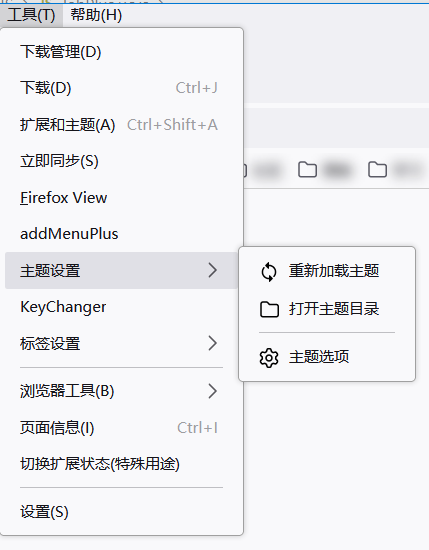 工具(T) 帮助(H)
下载管理(D)
下载(D) Ctrl+J
扩展和主题(A) Ctrl+Shift+A
立即同步(S)
Firefox View
addMenuPlus
主题设置
KeyChanger
标签设置
浏览器工具(B)
页面信息(I) Ctrl+I
切换扩展状态(特殊用途)
设置(S)
重新加载主题
打开主题目录
主题选项